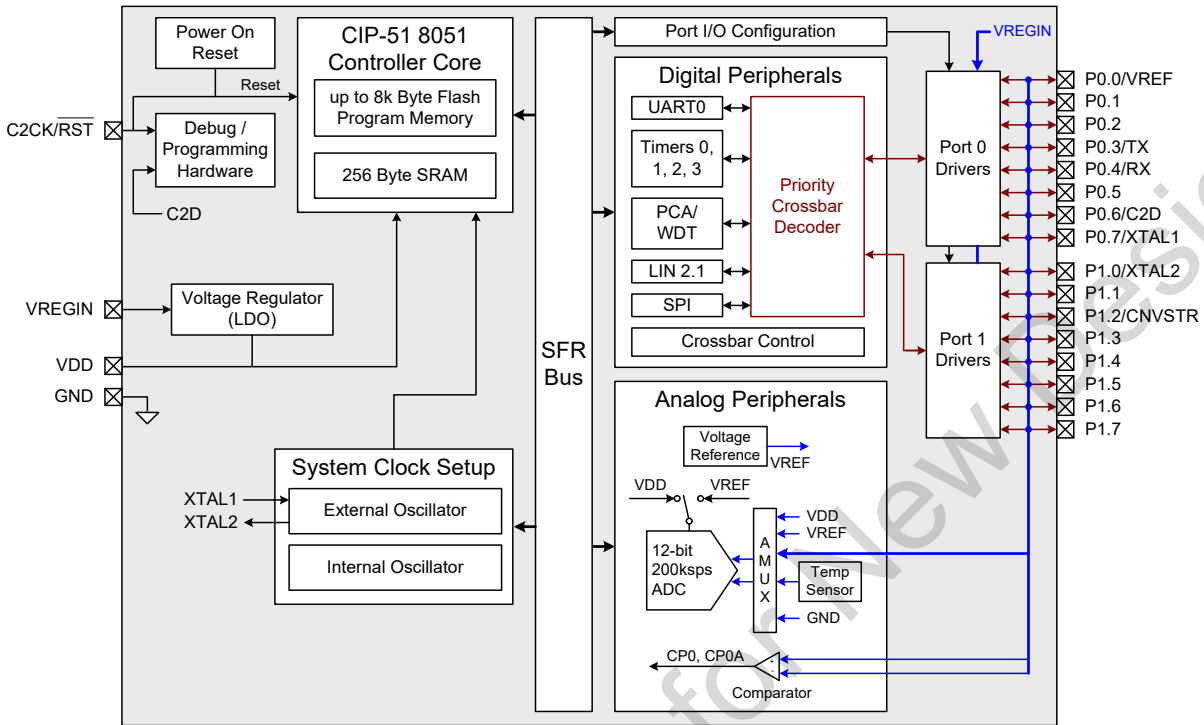 Power On
Reset
C2CK/RST
Reset
Debug /
Programming
Hardware
C2D
VREGIN
Voltage Regulator
(LDO)
VDD
GND
CIP-51 8051
Controller Core
up to 8k Byte Flash
Program Memory
256 Byte SRAM
System Clock Setup
XTAL1
XTAL2
External Oscillator
Internal Oscillator
SFR
Bus
Port I/O Configuration
Digital Peripherals
UART0
Timers 0,
1, 2, 3
PCA/
WDT
LIN 2.1
SPI
Priority
Crossbar
Decoder
Crossbar Control
Analog Peripherals
Voltage
Reference
VREF
VDD
VREF
12-bit
200ksps
ADC
A
M
U
X
VDD
VREF
Temp
Sensor
GND
CP0, CP0A
+
-
Comparator
VREGIN
Port 0
Drivers
Port 1
Drivers
P0.0/VREF
P0.1
P0.2
P0.3/TX
P0.4/RX
P0.5
P0.6/C2D
P0.7/XTAL1
P1.0/XTAL2
P1.1
P1.2/CNVSTR
P1.3
P1.4
P1.5
P1.6
P1.7
for New Desi